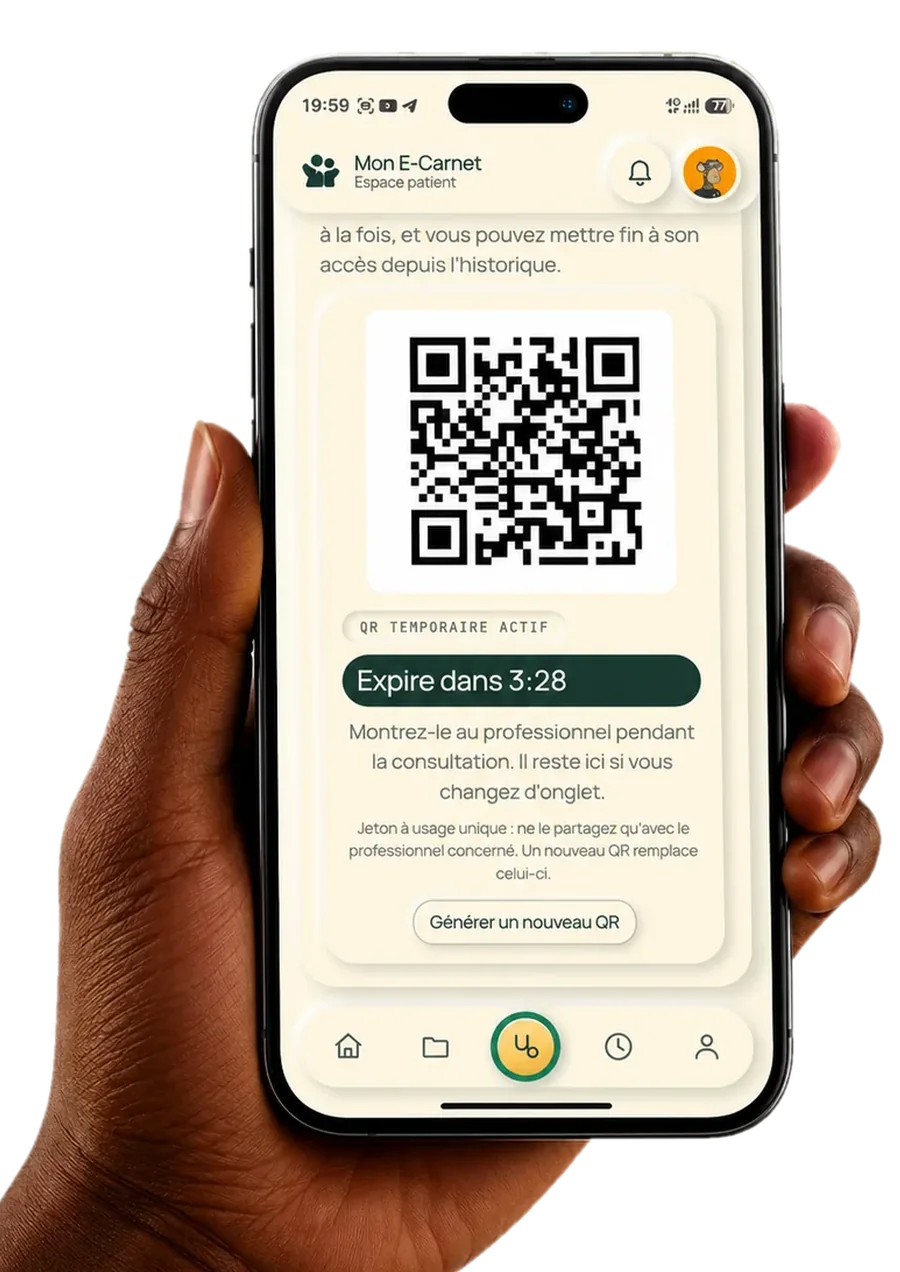 19:59
77
Mon E-Carnet
Espace patient
à la fois, et vous pouvez mettre fin à son
accès depuis l'historique.
QR TEMPORAIRE ACTIF
Expire dans 3:28
Montrez-le au professionnel pendant
la consultation. Il reste ici si vous
changez d'onglet.
Jeton à usage unique : ne le partagez qu'avec le
professionnel concerné. Un nouveau QR remplace
celui-ci.
Générer un nouveau QR